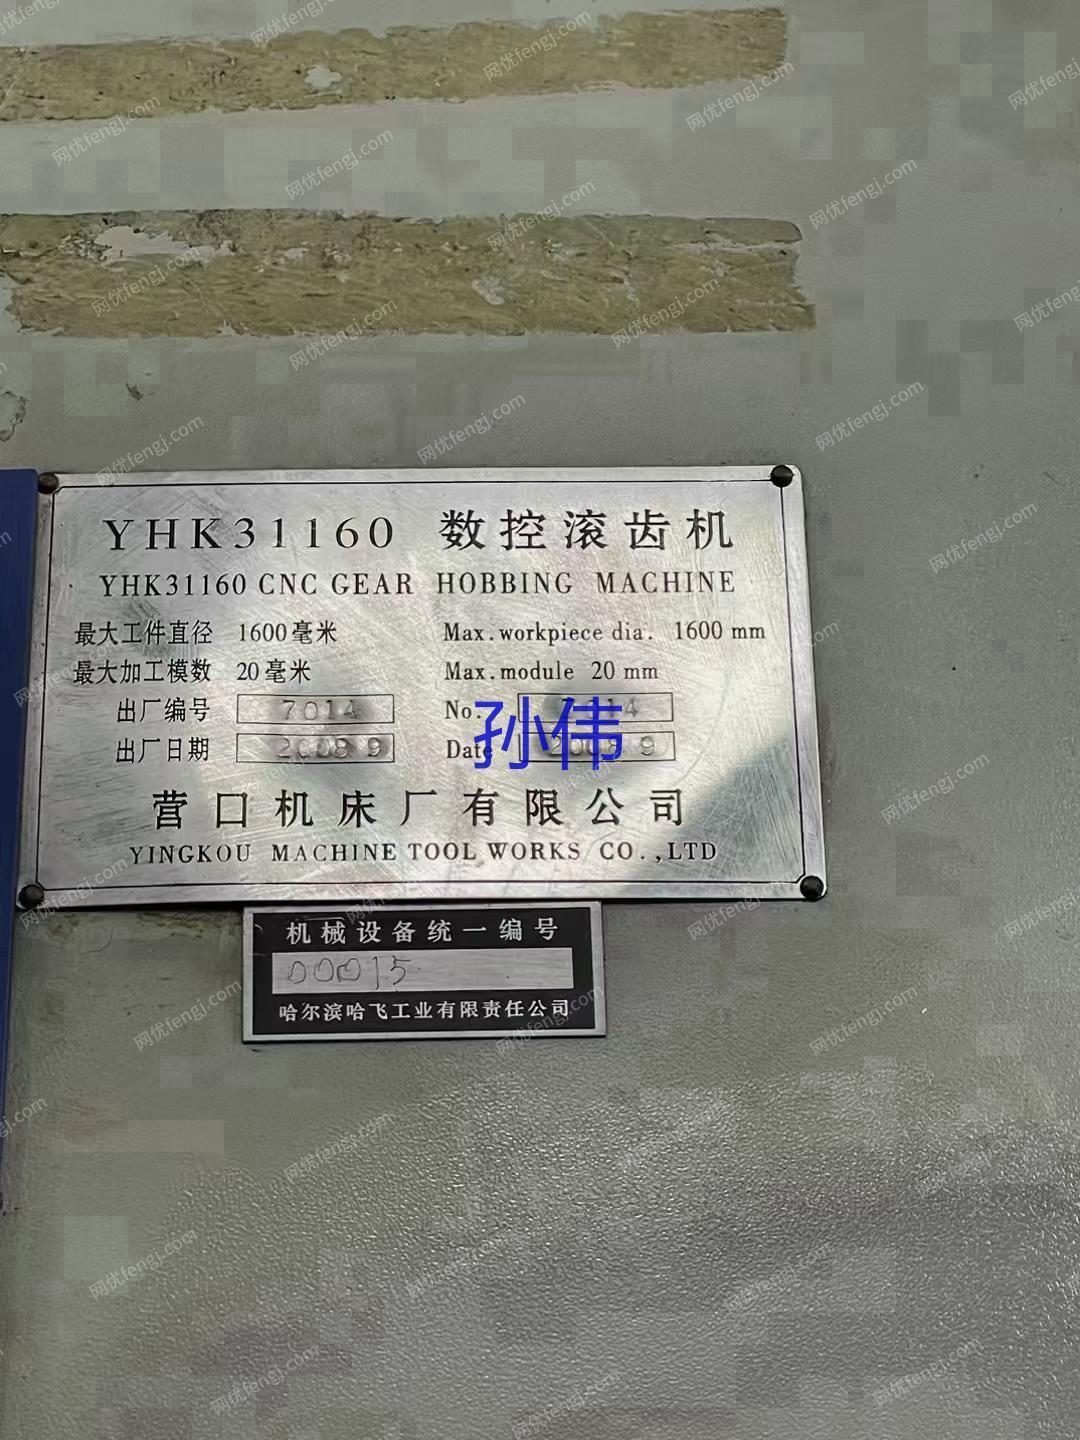 YHK31160 数控滚齿机
YHK31160 CNC GEAR HOBBING MACHINE
最大工件直径 1600毫米 Max.workpiece dia. 1600 mm
最大加工模数 20毫米 Max.module 20 mm
出厂编号 7014 No.
出厂日期 2008 9 Date 2008 9
孙伟
营口机床厂有限公司
YINGKOU MACHINE TOOL WORKS CO.,LTD
机械设备统一编号
00015
哈尔滨哈飞工业有限责任公司
网优fengj.com